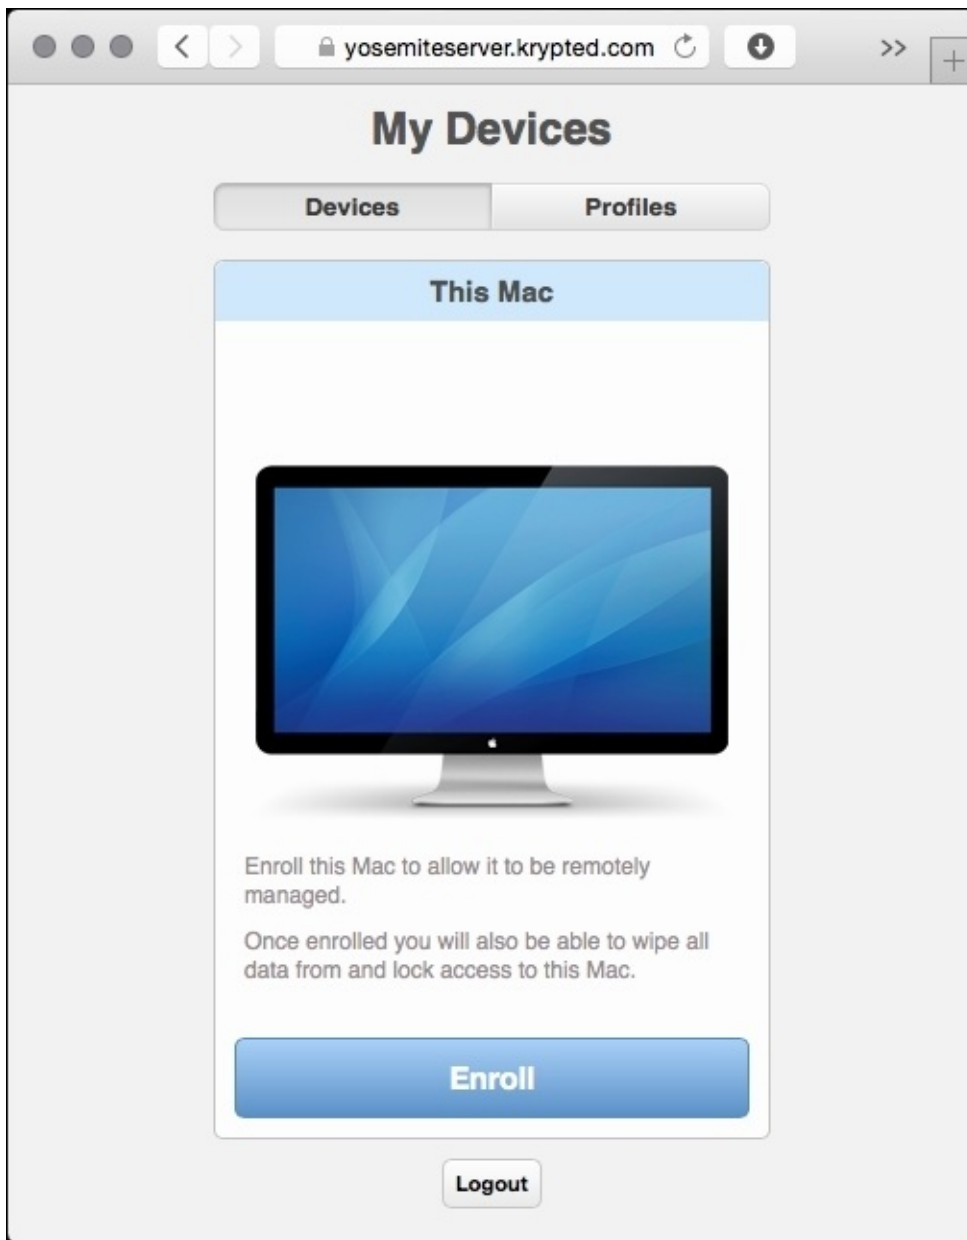 yosemiteserver.krypted.com
>>
+
My Devices
Devices
Profiles
This Mac
Enroll this Mac to allow it to be remotely
managed.
Once enrolled you will also be able to wipe all
data from and lock access to this Mac.
Enroll
Logout